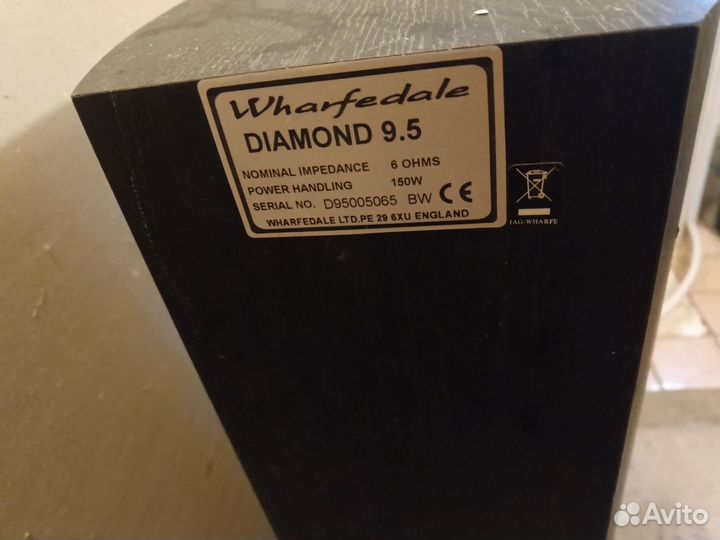 Wharfedale
DIAMOND 9.5
NOMINAL IMPEDANCE 6 OHMS
POWER HANDLING 150W
SERIAL NO. D95005065 BW CE
WHARFEDALE LTD.PE 29 6XU ENGLAND
IAG-WHARFE
Avito